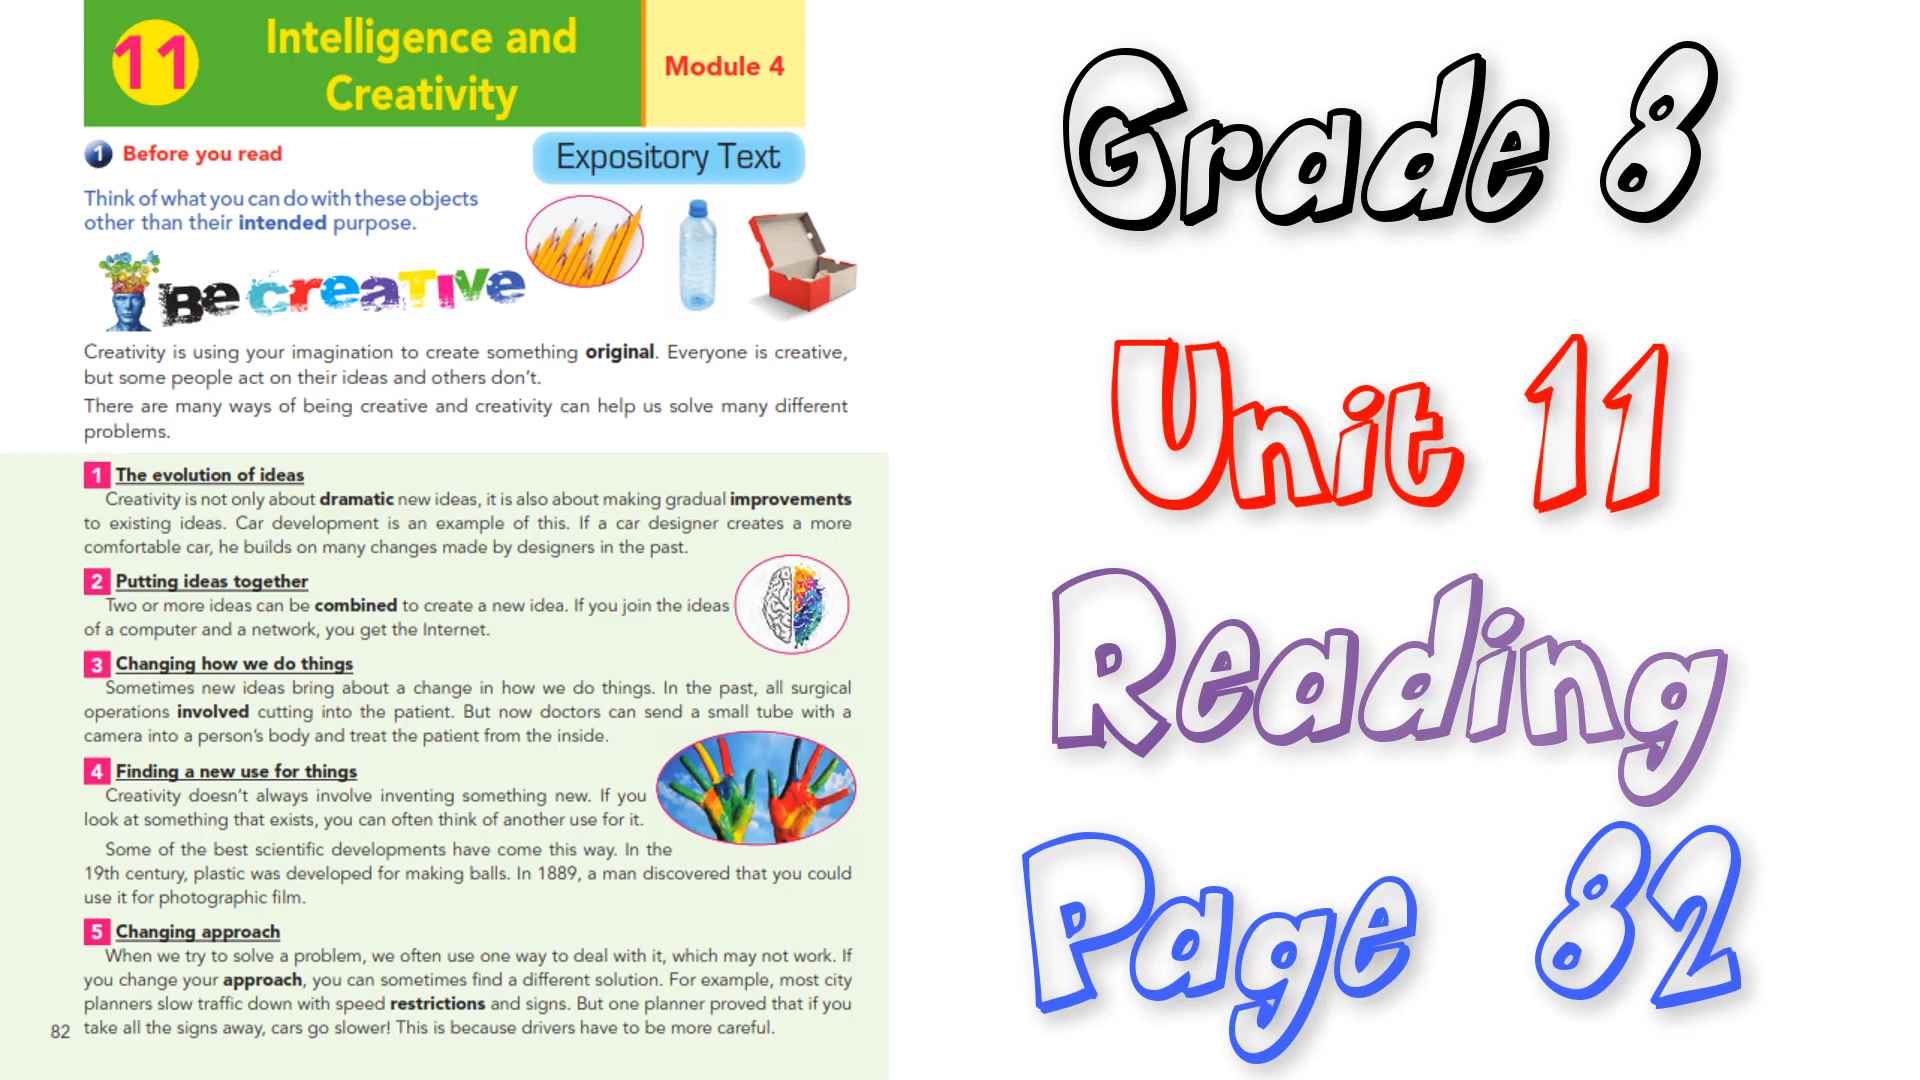 11
Intelligence and
Creativity
Module 4
1 Before you read
Expository Text
Think of what you can do with these objects
other than their intended purpose.
Be creative
Creativity is using your imagination to create something original. Everyone is creative,
but some people act on their ideas and others don't.
There are many ways of being creative and creativity can help us solve many different
problems.
1 The evolution of ideas
Creativity is not only about dramatic new ideas, it is also about making gradual improvements
to existing ideas. Car development is an example of this. If a car designer creates a more
comfortable car, he builds on many changes made by designers in the past.
2 Putting ideas together
Two or more ideas can be combined to create a new idea. If you join the ideas
of a computer and a network, you get the Internet.
3 Changing how we do things
Sometimes new ideas bring about a change in how we do things. In the past, all surgical
operations involved cutting into the patient. But now doctors can send a small tube with a
camera into a person's body and treat the patient from the inside.
4 Finding a new use for things
Creativity doesn't always involve inventing something new. If you
look at something that exists, you can often think of another use for it.
Some of the best scientific developments have come this way. In the
19th century, plastic was developed for making balls. In 1889, a man discovered that you could
use it for photographic film.
5 Changing approach
When we try to solve a problem, we often use one way to deal with it, which may not work. If
you change your approach, you can sometimes find a different solution. For example, most city
planners slow traffic down with speed restrictions and signs. But one planner proved that if you
take all the signs away, cars go slower! This is because drivers have to be more careful.
82
Grade 8
Unit 11
Reading
Page 82